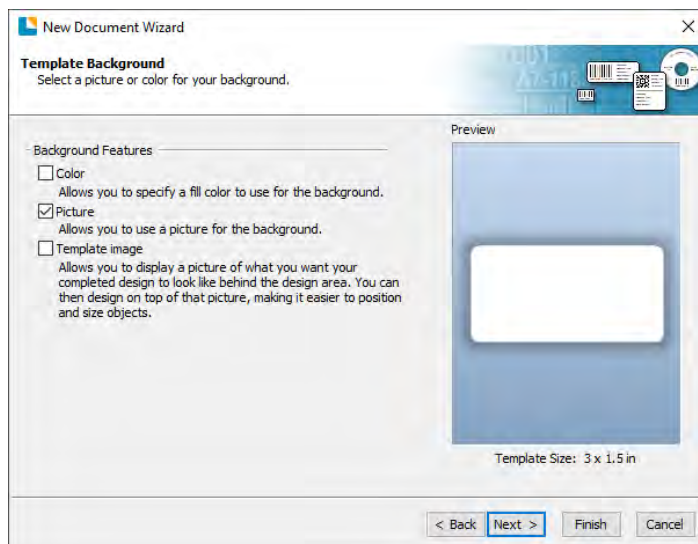 New Document Wizard
Template Background
Select a picture or color for your background.
Background Features
Color
Allows you to specify a fill color to use for the background.
Picture
Allows you to use a picture for the background.
Template image
Allows you to display a picture of what you want your
completed design to look like behind the design area. You can
then design on top of that picture, making it easier to position
and size objects.
Preview
Template Size: 3 x 1.5 in
< Back
Next >
Finish
Cancel